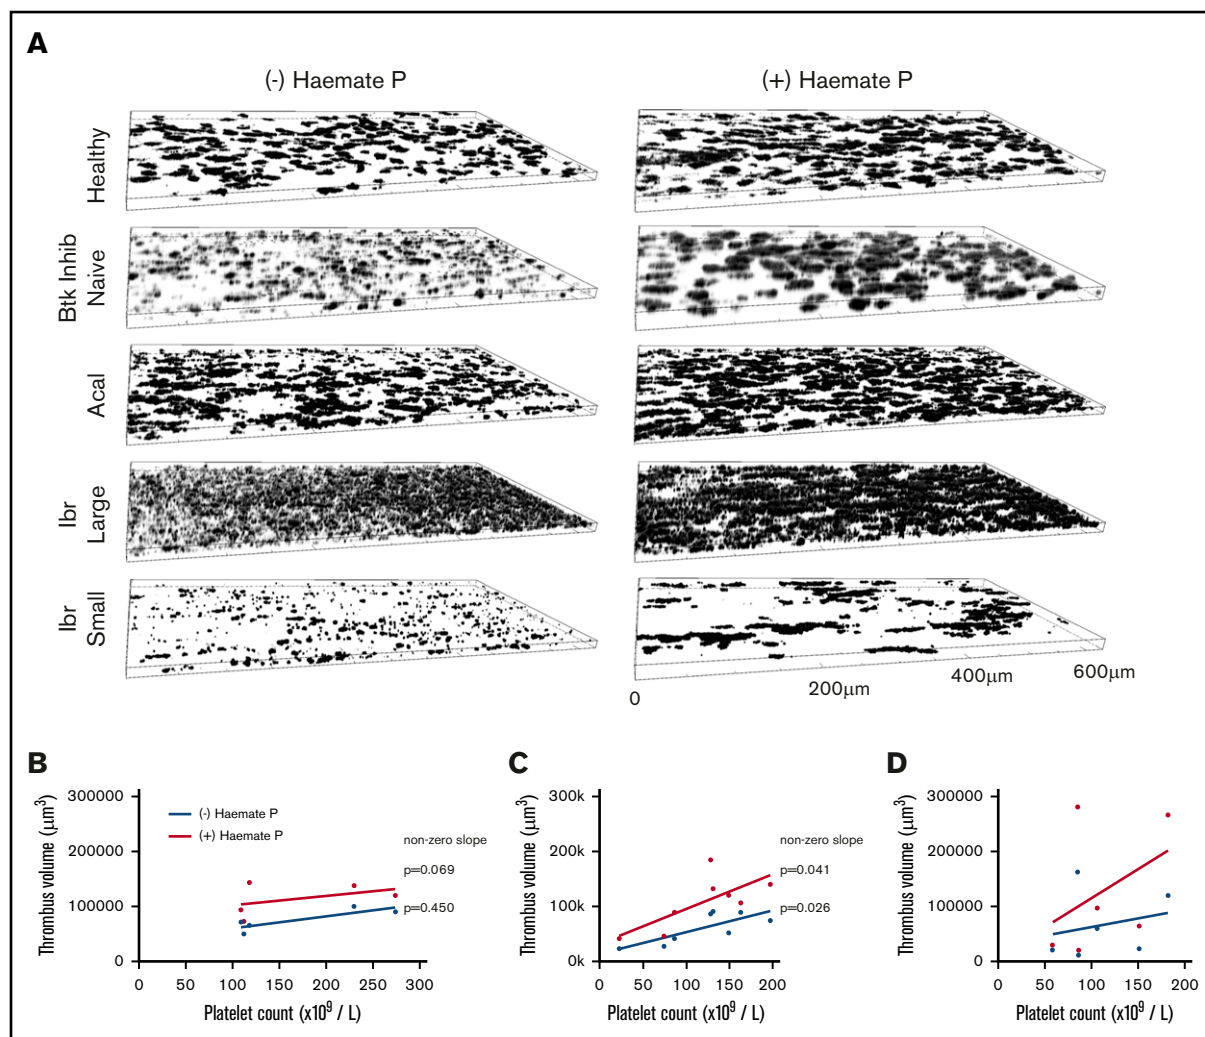 A
(-) Haemate P
(+) Haemate P
Healthy
Btk Inhib
Naive
Acal
Ibr
Large
Ibr
Small
0
200μm
400μm
600μm
B
Thrombus volume (μm³)
300000
200000
100000
0
(-) Haemate P
(+) Haemate P
non-zero slope
p=0.069
p=0.450
0 50 100 150 200 250 300
Platelet count (x10⁹ / L)
C
Thrombus volume (μm³)
30k
20k
100k
0k
non-zero slope
p=0.041
p=0.026
0 50 100 150 200
Platelet count (x10⁹ / L)
D
Thrombus volume (μm³)
300000
200000
100000
0
0 50 100 150 200
Platelet count (x10⁹ / L)